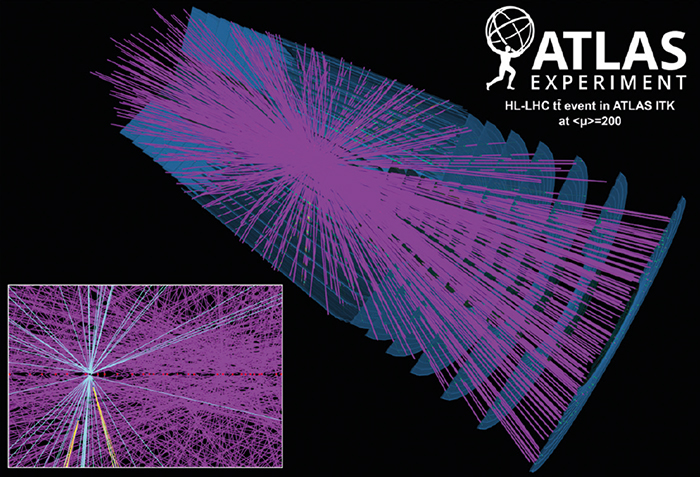 ATLAS
EXPERIMENT
HL-LHC tt̄ event in ATLAS ITK
at <μ>=200